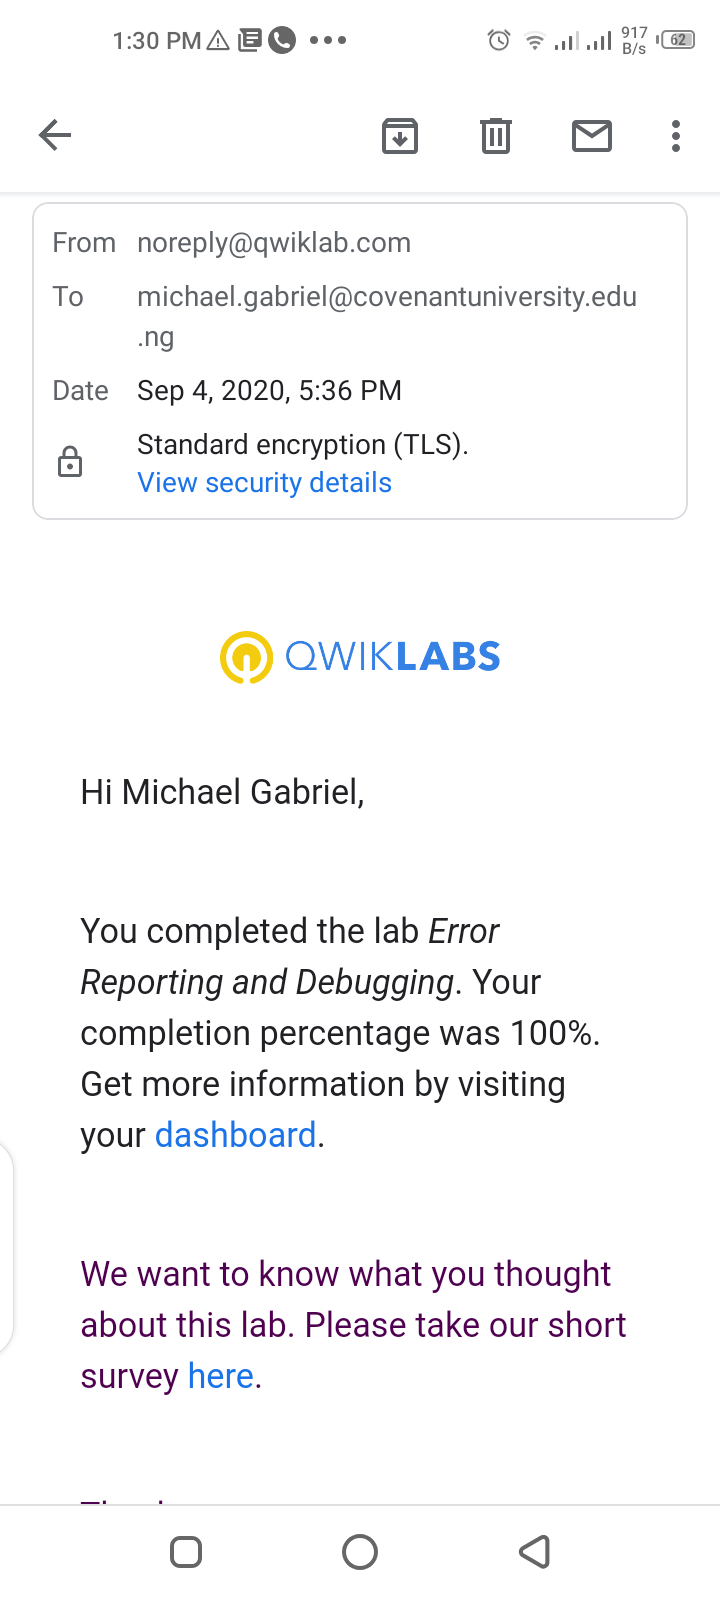 1:30 PM
917 B/s
62
From noreply@qwiklab.com
To michael.gabriel@covenantuniversity.edu
.ng
Date Sep 4, 2020, 5:36 PM
Standard encryption (TLS).
View security details
QWIKLABS
Hi Michael Gabriel,
You completed the lab Error
Reporting and Debugging. Your
completion percentage was 100%.
Get more information by visiting
your dashboard.
We want to know what you thought
about this lab. Please take our short
survey here.